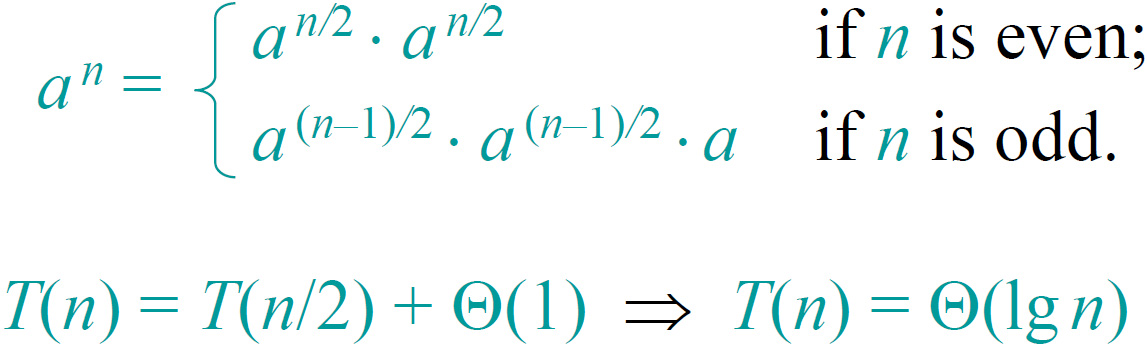 aⁿ = { a^{n/2} · a^{n/2} if n is even;
a^{(n–1)/2} · a^{(n–1)/2} · a if n is odd.
T(n) = T(n/2) + Θ(1) ⇒ T(n) = Θ(lg n)